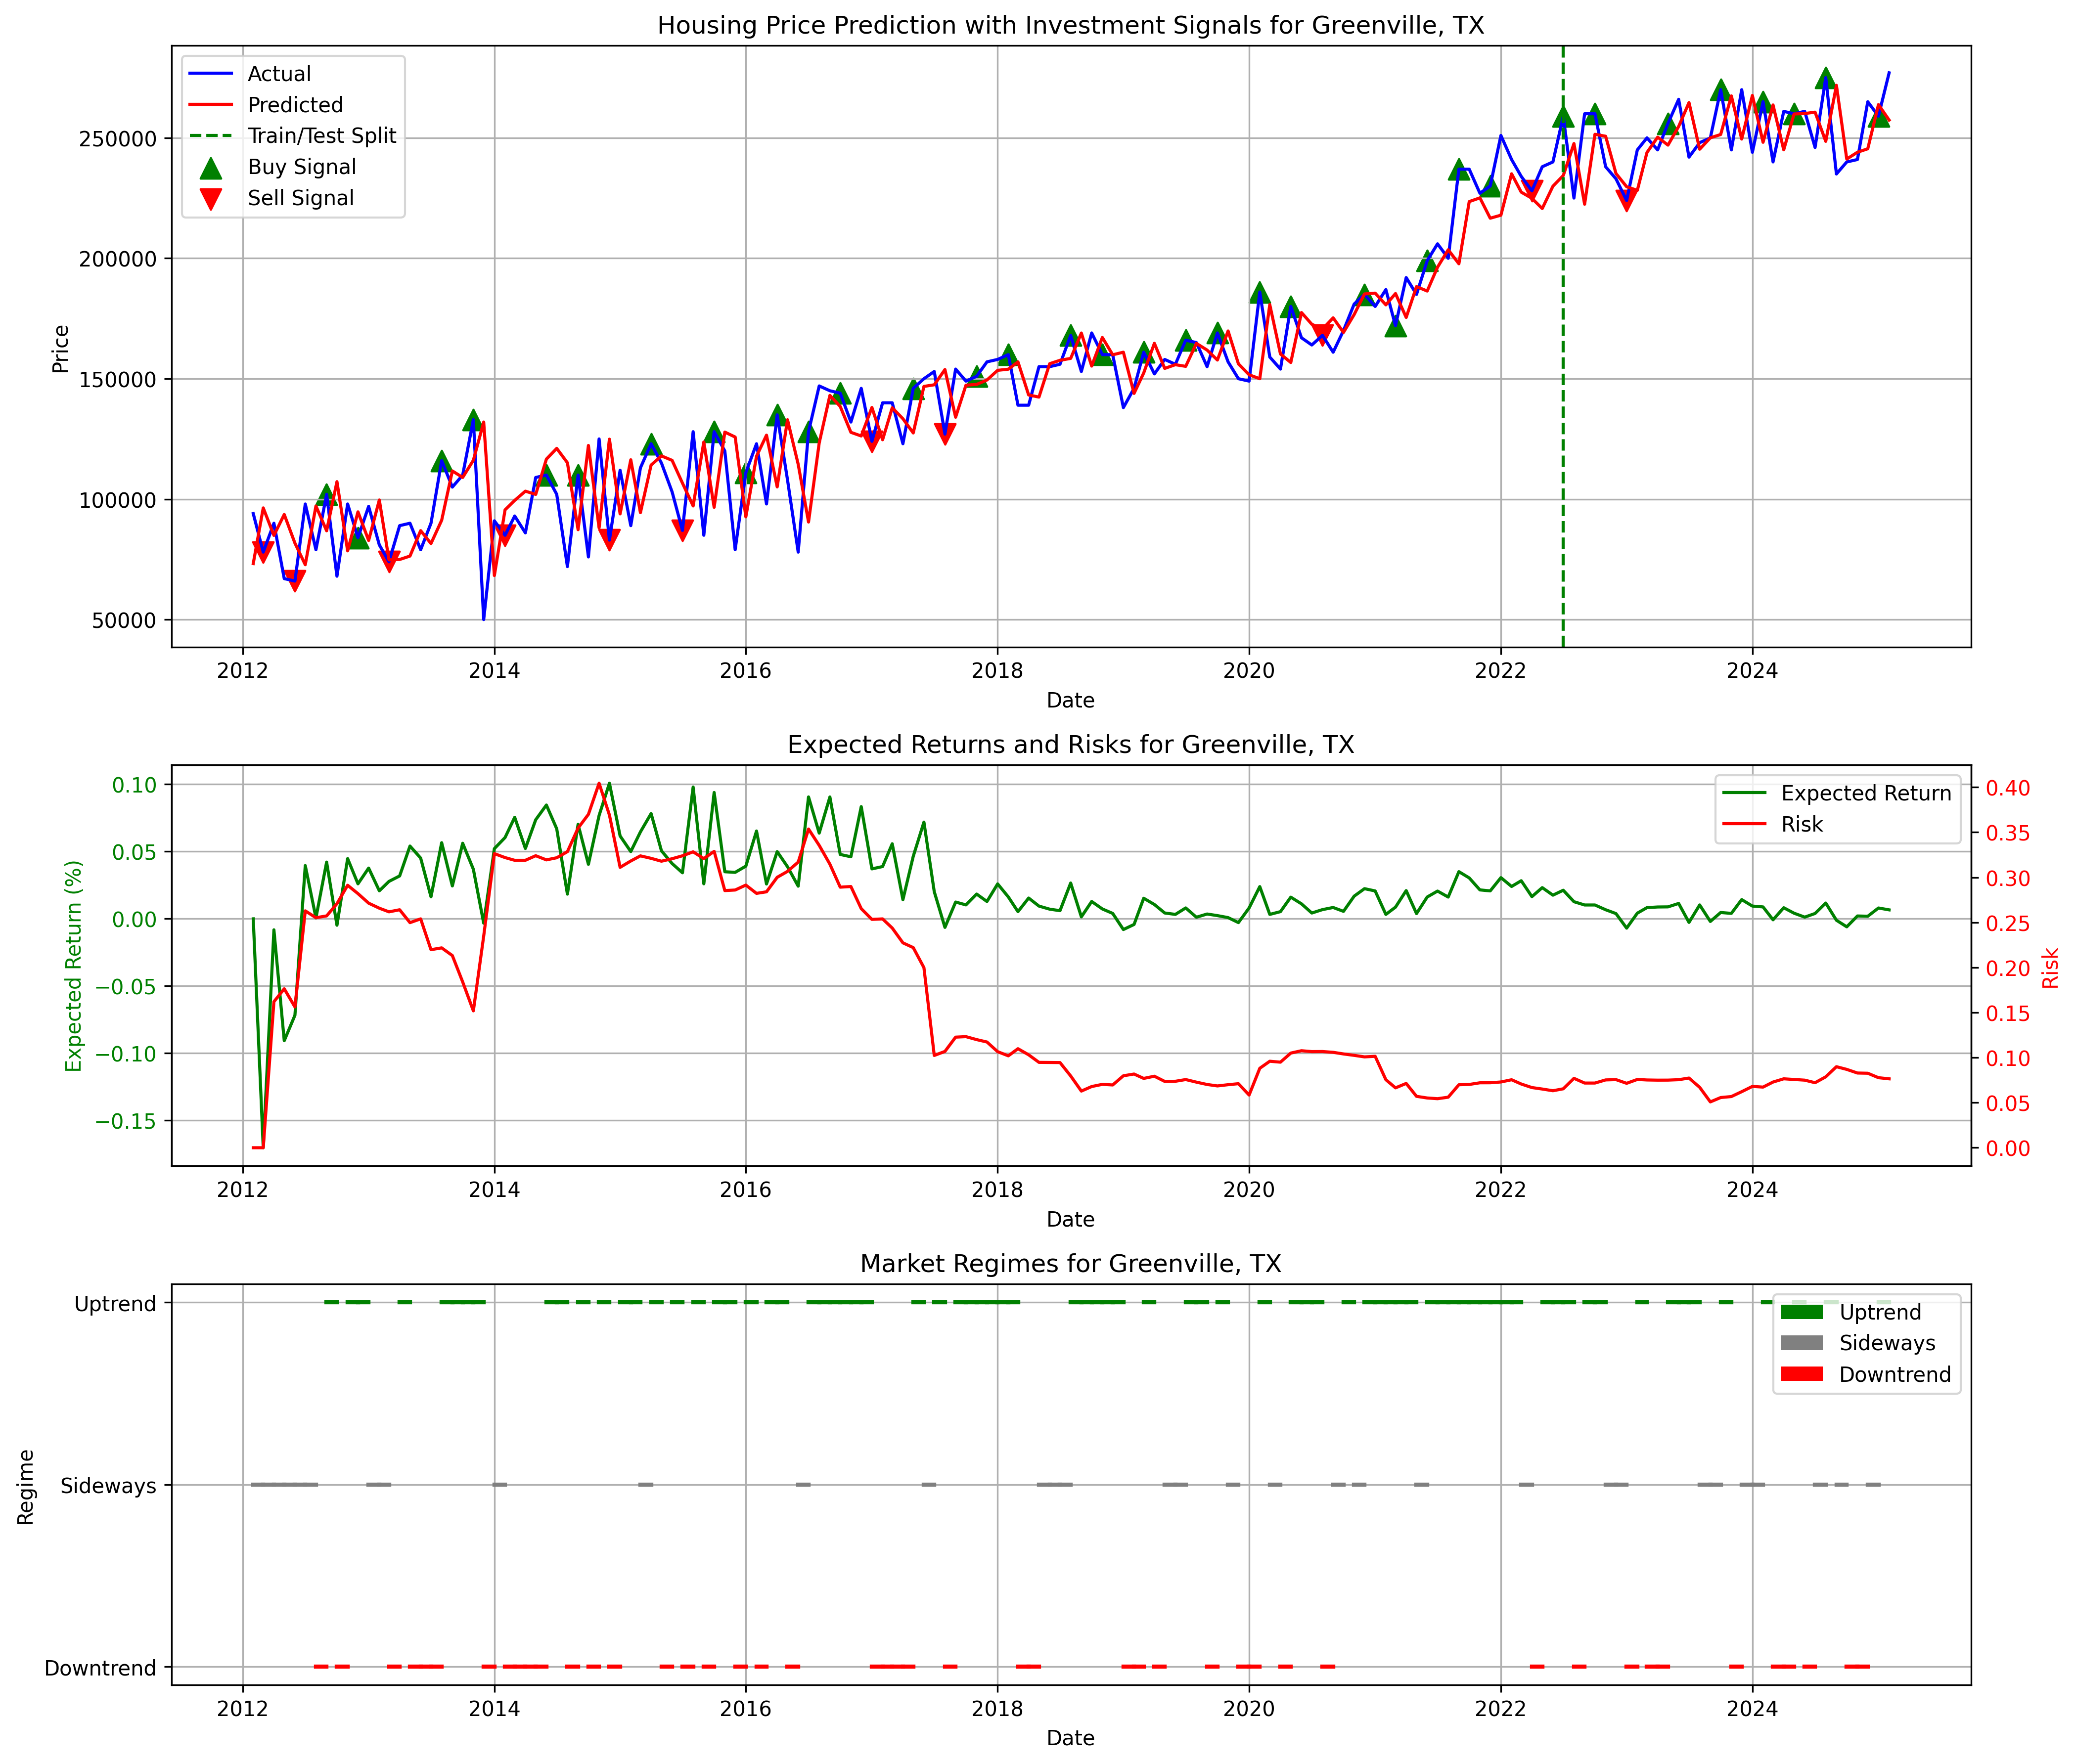 Housing Price Prediction with Investment Signals for Greenville, TX
Actual
Predicted
Train/Test Split
Buy Signal
Sell Signal
Price
250000
200000
150000
100000
50000
2012 2014 2016 2018 2020 2022 2024
Date
Expected Returns and Risks for Greenville, TX
Expected Return
Risk
Expected Return (%)
0.10
0.05
0.00
−0.05
−0.10
−0.15
0.40
0.35
0.30
0.25
0.20
0.15
0.10
0.05
0.00
Risk
2012 2014 2016 2018 2020 2022 2024
Date
Market Regimes for Greenville, TX
Uptrend
Sideways
Downtrend
Regime
Uptrend
Sideways
Downtrend
2012 2014 2016 2018 2020 2022 2024
Date